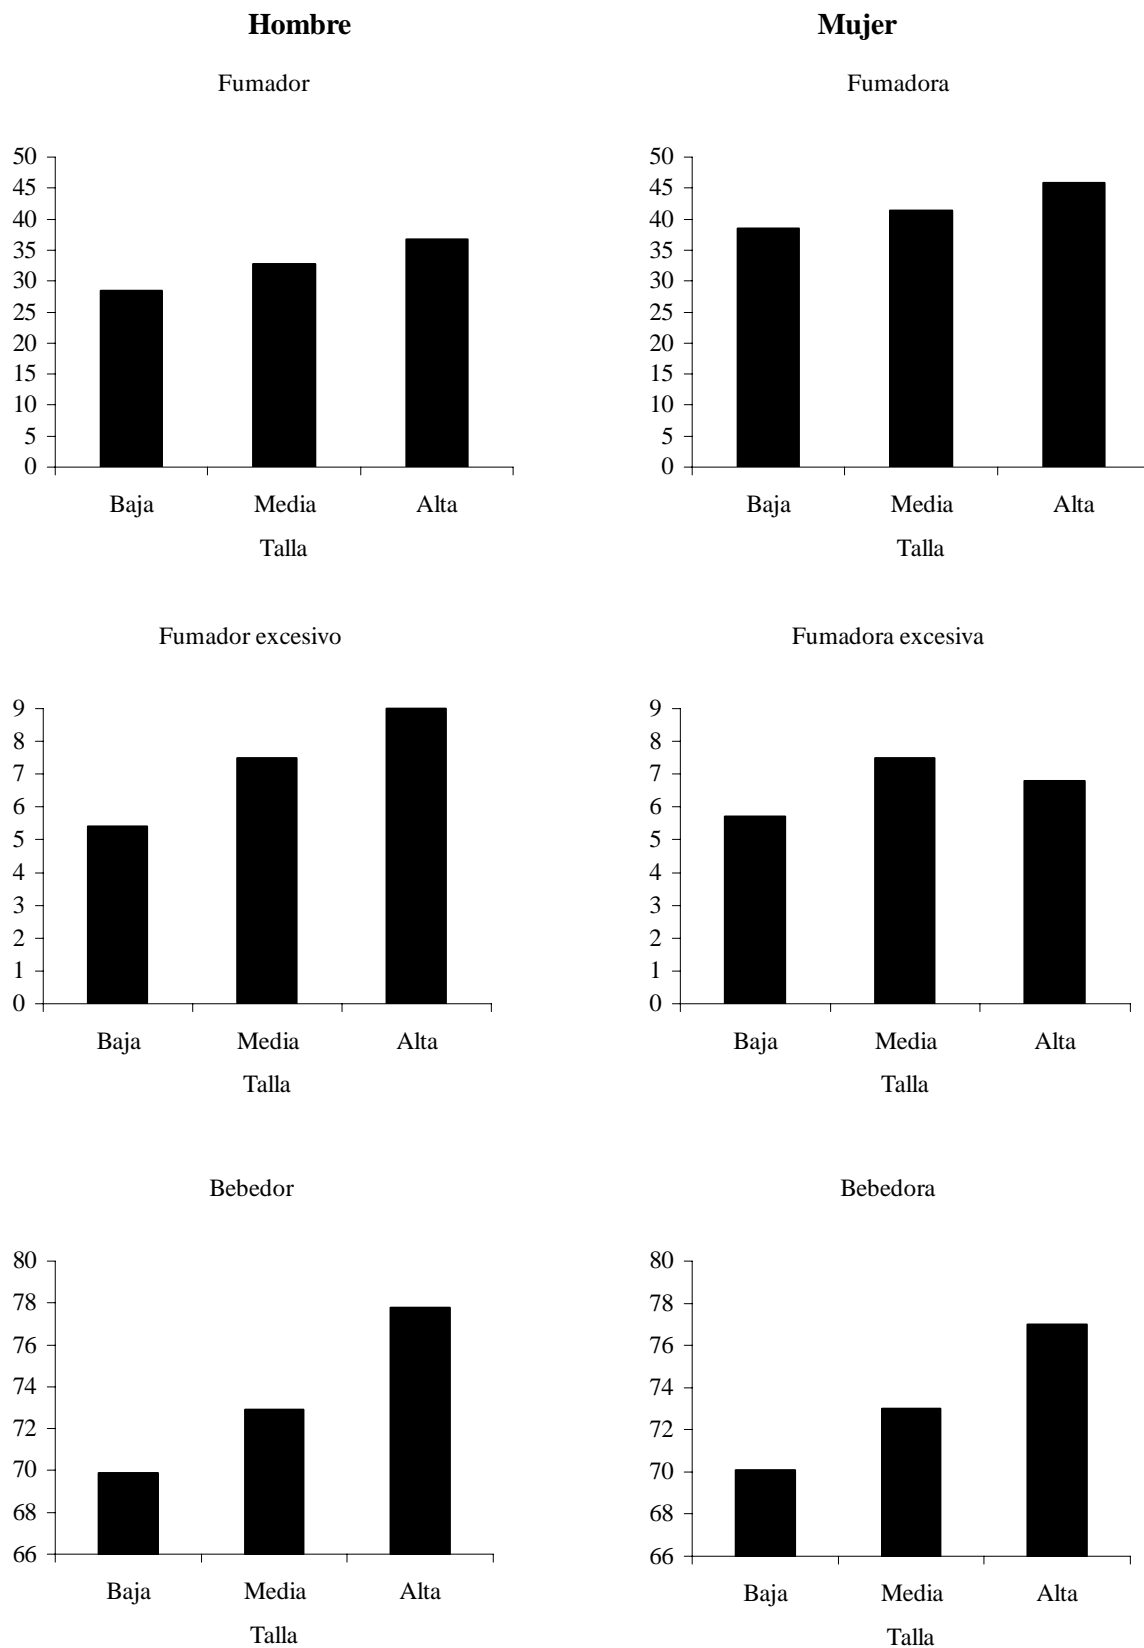 Hombre
Mujer
Fumador
50
45
40
35
30
25
20
15
10
5
0
Baja Media Alta
Talla
Fumadora
50
45
40
35
30
25
20
15
10
5
0
Baja Media Alta
Talla
Fumador excesivo
9
8
7
6
5
4
3
2
1
0
Baja Media Alta
Talla
Fumadora excesiva
9
8
7
6
5
4
3
2
1
0
Baja Media Alta
Talla
Bebedor
80
78
76
74
72
70
68
66
Baja Media Alta
Talla
Bebedora
80
78
76
74
72
70
68
66
Baja Media Alta
Talla